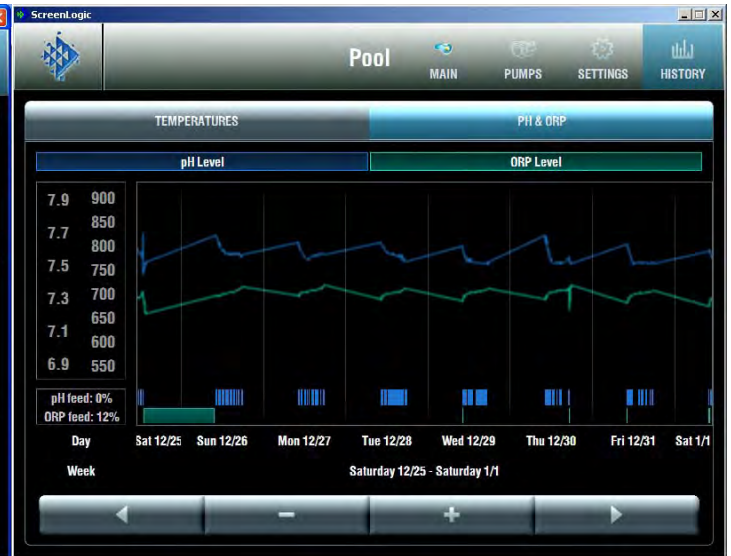 ScreenLogic
Pool
MAIN
PUMPS
SETTINGS
HISTORY
TEMPERATURES
PH & ORP
pH Level
ORP Level
7.9 900
850
7.7 800
7.5 750
7.3 700
650
7.1 600
6.9 550
pH feed: 0%
ORP feed: 12%
Day Sat 12/25 Sun 12/26 Mon 12/27 Tue 12/28 Wed 12/29 Thu 12/30 Fri 12/31 Sat 1/1
Week Saturday 12/25 - Saturday 1/1